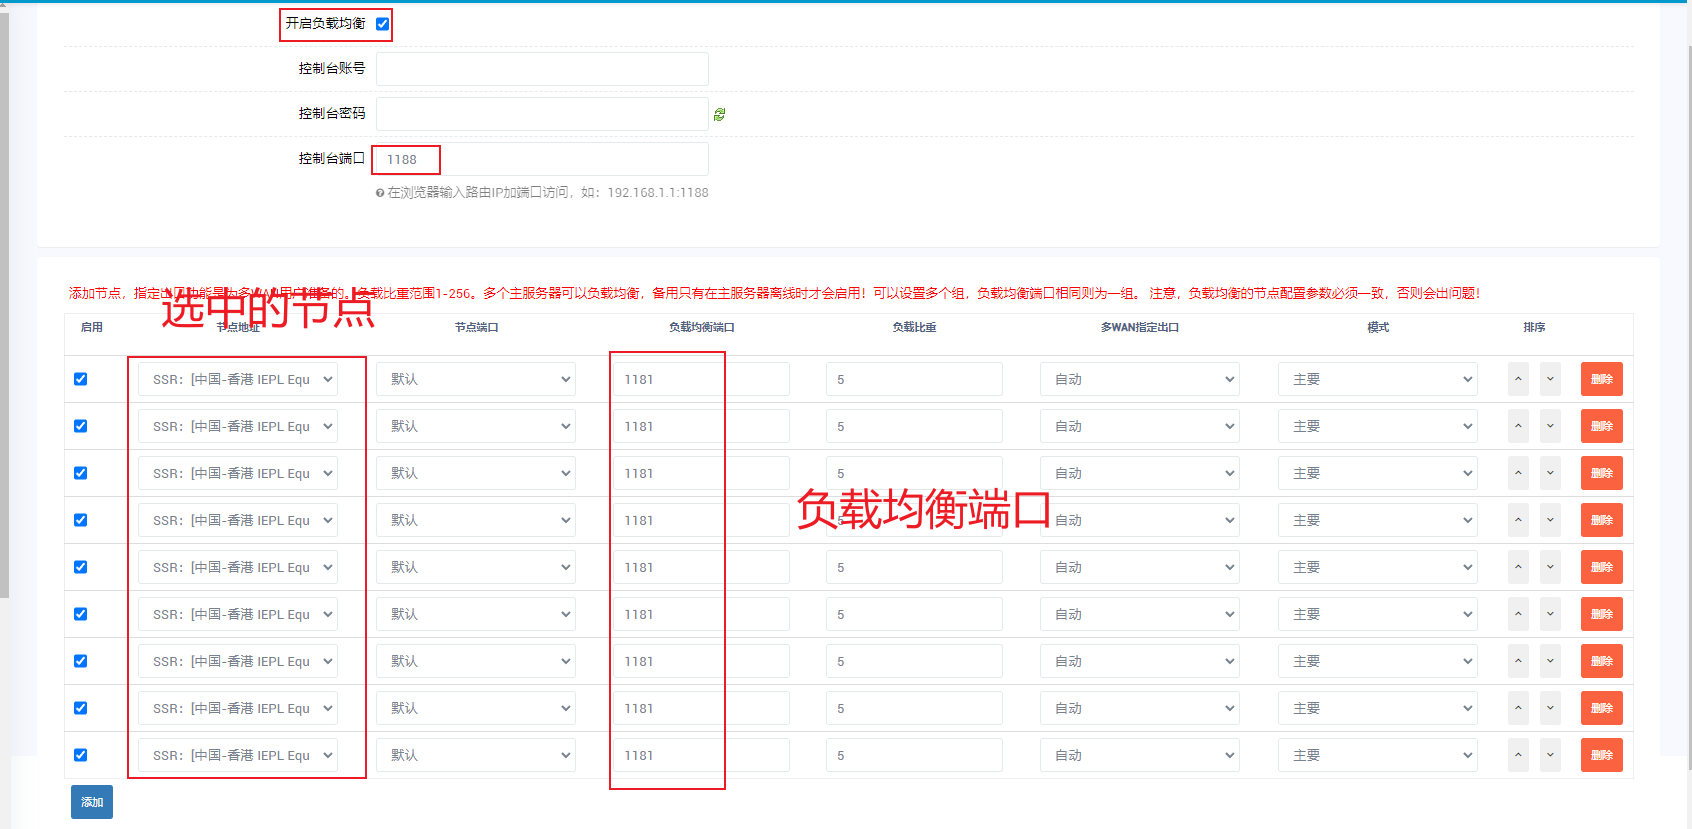 开启负载均衡
控制台账号
控制台密码
控制台端口 1188
在浏览器输入路由IP加端口访问，如：192.168.1.1:1188
添加节点，指定出口功能是为多WAN用户准备的。负载比重范围1-256。多个主服务器可以负载均衡，备用只有在主服务器离线时才会启用！可以设置多个组，负载均衡端口相同则为一组。 注意，负载均衡的节点配置参数必须一致，否则会出问题！
选中的节点
启用 节点地址 节点端口 负载均衡端口 负载比重 多WAN指定出口 模式 排序
SSR：[中国-香港 IEPL Equ 默认 1181 5 自动 主要 删除
SSR：[中国-香港 IEPL Equ 默认 1181 5 自动 主要 删除
SSR：[中国-香港 IEPL Equ 默认 1181 5 自动 主要 删除
负载均衡端口
SSR：[中国-香港 IEPL Equ 默认 1181 5 自动 主要 删除
SSR：[中国-香港 IEPL Equ 默认 1181 5 自动 主要 删除
SSR：[中国-香港 IEPL Equ 默认 1181 5 自动 主要 删除
SSR：[中国-香港 IEPL Equ 默认 1181 5 自动 主要 删除
SSR：[中国-香港 IEPL Equ 默认 1181 5 自动 主要 删除
SSR：[中国-香港 IEPL Equ 默认 1181 5 自动 主要 删除
添加